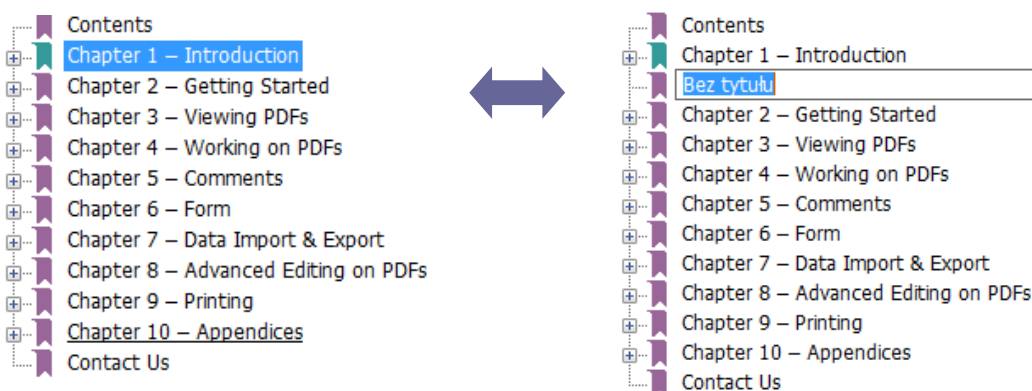 Contents
Chapter 1 – Introduction
Chapter 2 – Getting Started
Chapter 3 – Viewing PDFs
Chapter 4 – Working on PDFs
Chapter 5 – Comments
Chapter 6 – Form
Chapter 7 – Data Import & Export
Chapter 8 – Advanced Editing on PDFs
Chapter 9 – Printing
Chapter 10 – Appendices
Contact Us
Contents
Chapter 1 – Introduction
Bez tytułu
Chapter 2 – Getting Started
Chapter 3 – Viewing PDFs
Chapter 4 – Working on PDFs
Chapter 5 – Comments
Chapter 6 – Form
Chapter 7 – Data Import & Export
Chapter 8 – Advanced Editing on PDFs
Chapter 9 – Printing
Chapter 10 – Appendices
Contact Us